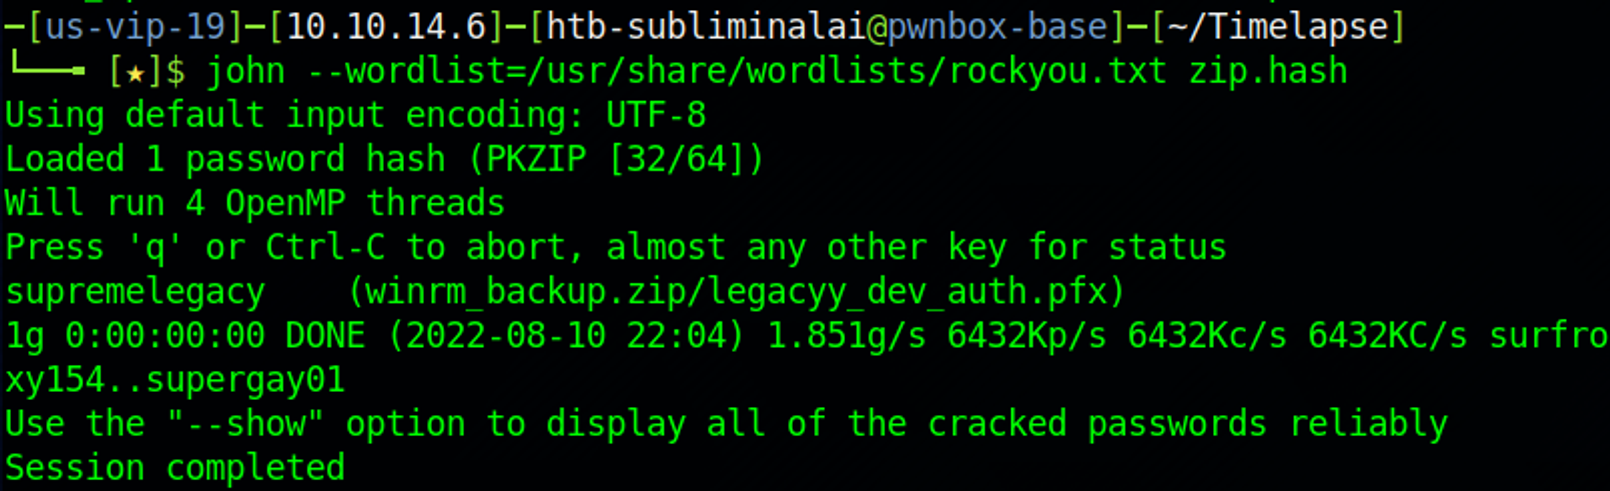 ─[us-vip-19]─[10.10.14.6]─[htb-subliminalai@pwnbox-base]─[~/Timelapse]
└──╼ [★]$ john --wordlist=/usr/share/wordlists/rockyou.txt zip.hash
Using default input encoding: UTF-8
Loaded 1 password hash (PKZIP [32/64])
Will run 4 OpenMP threads
Press 'q' or Ctrl-C to abort, almost any other key for status
supremelegacy    (winrm_backup.zip/legacyy_dev_auth.pfx)
1g 0:00:00:00 DONE (2022-08-10 22:04) 1.851g/s 6432Kp/s 6432Kc/s 6432KC/s surfro
xy154..supergay01
Use the "--show" option to display all of the cracked passwords reliably
Session completed